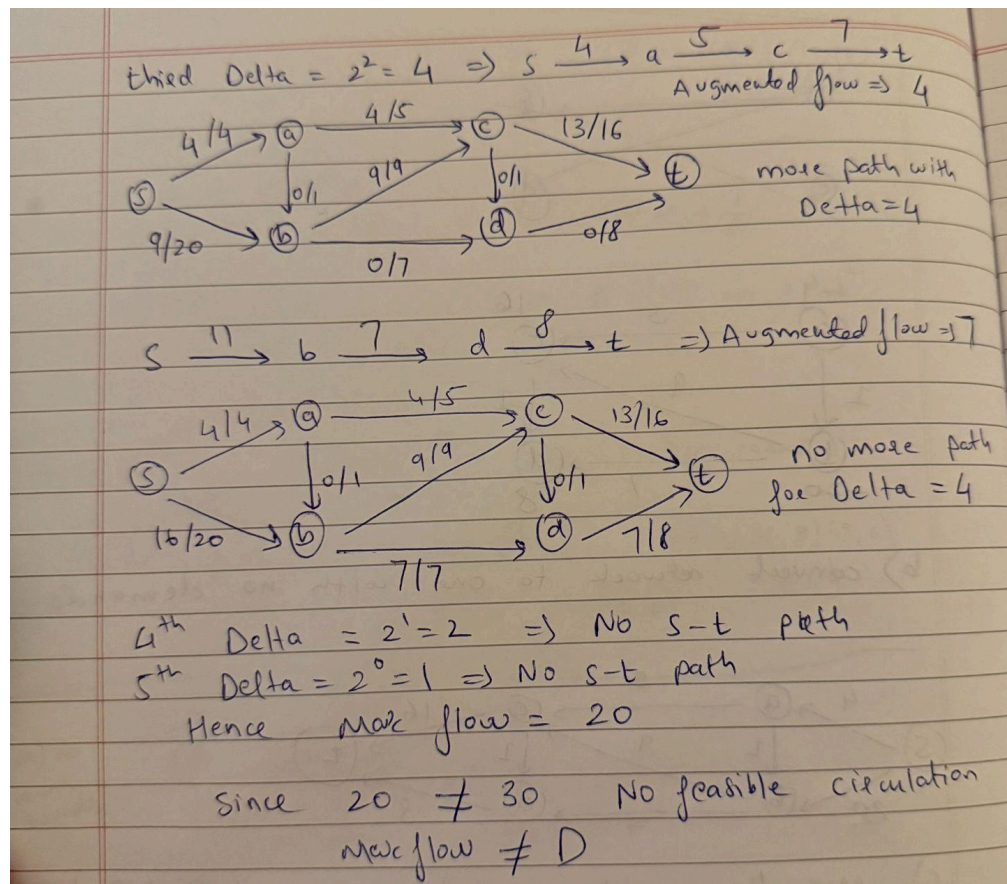 third Delta = 2² = 4 => S 4→ a 5→ c 7→ t
Augmented flow => 4
4/4 a 4/5 c 13/16
S 0/1 9/9 0/1 t more path with
9/20 b 0/7 d 0/8 Delta=4
S 11→ b 7→ d 8→ t => Augmented flow => 7
4/4 a 4/5 c 13/16
S 0/1 9/9 0/1 t no more path
16/20 b 7/7 d 7/8 for Delta = 4
4th Delta = 2¹ = 2 => No s-t path
5th Delta = 2⁰ = 1 => No s-t path
Hence Max flow = 20
Since 20 ≠ 30 No feasible circulation
Max flow ≠ D